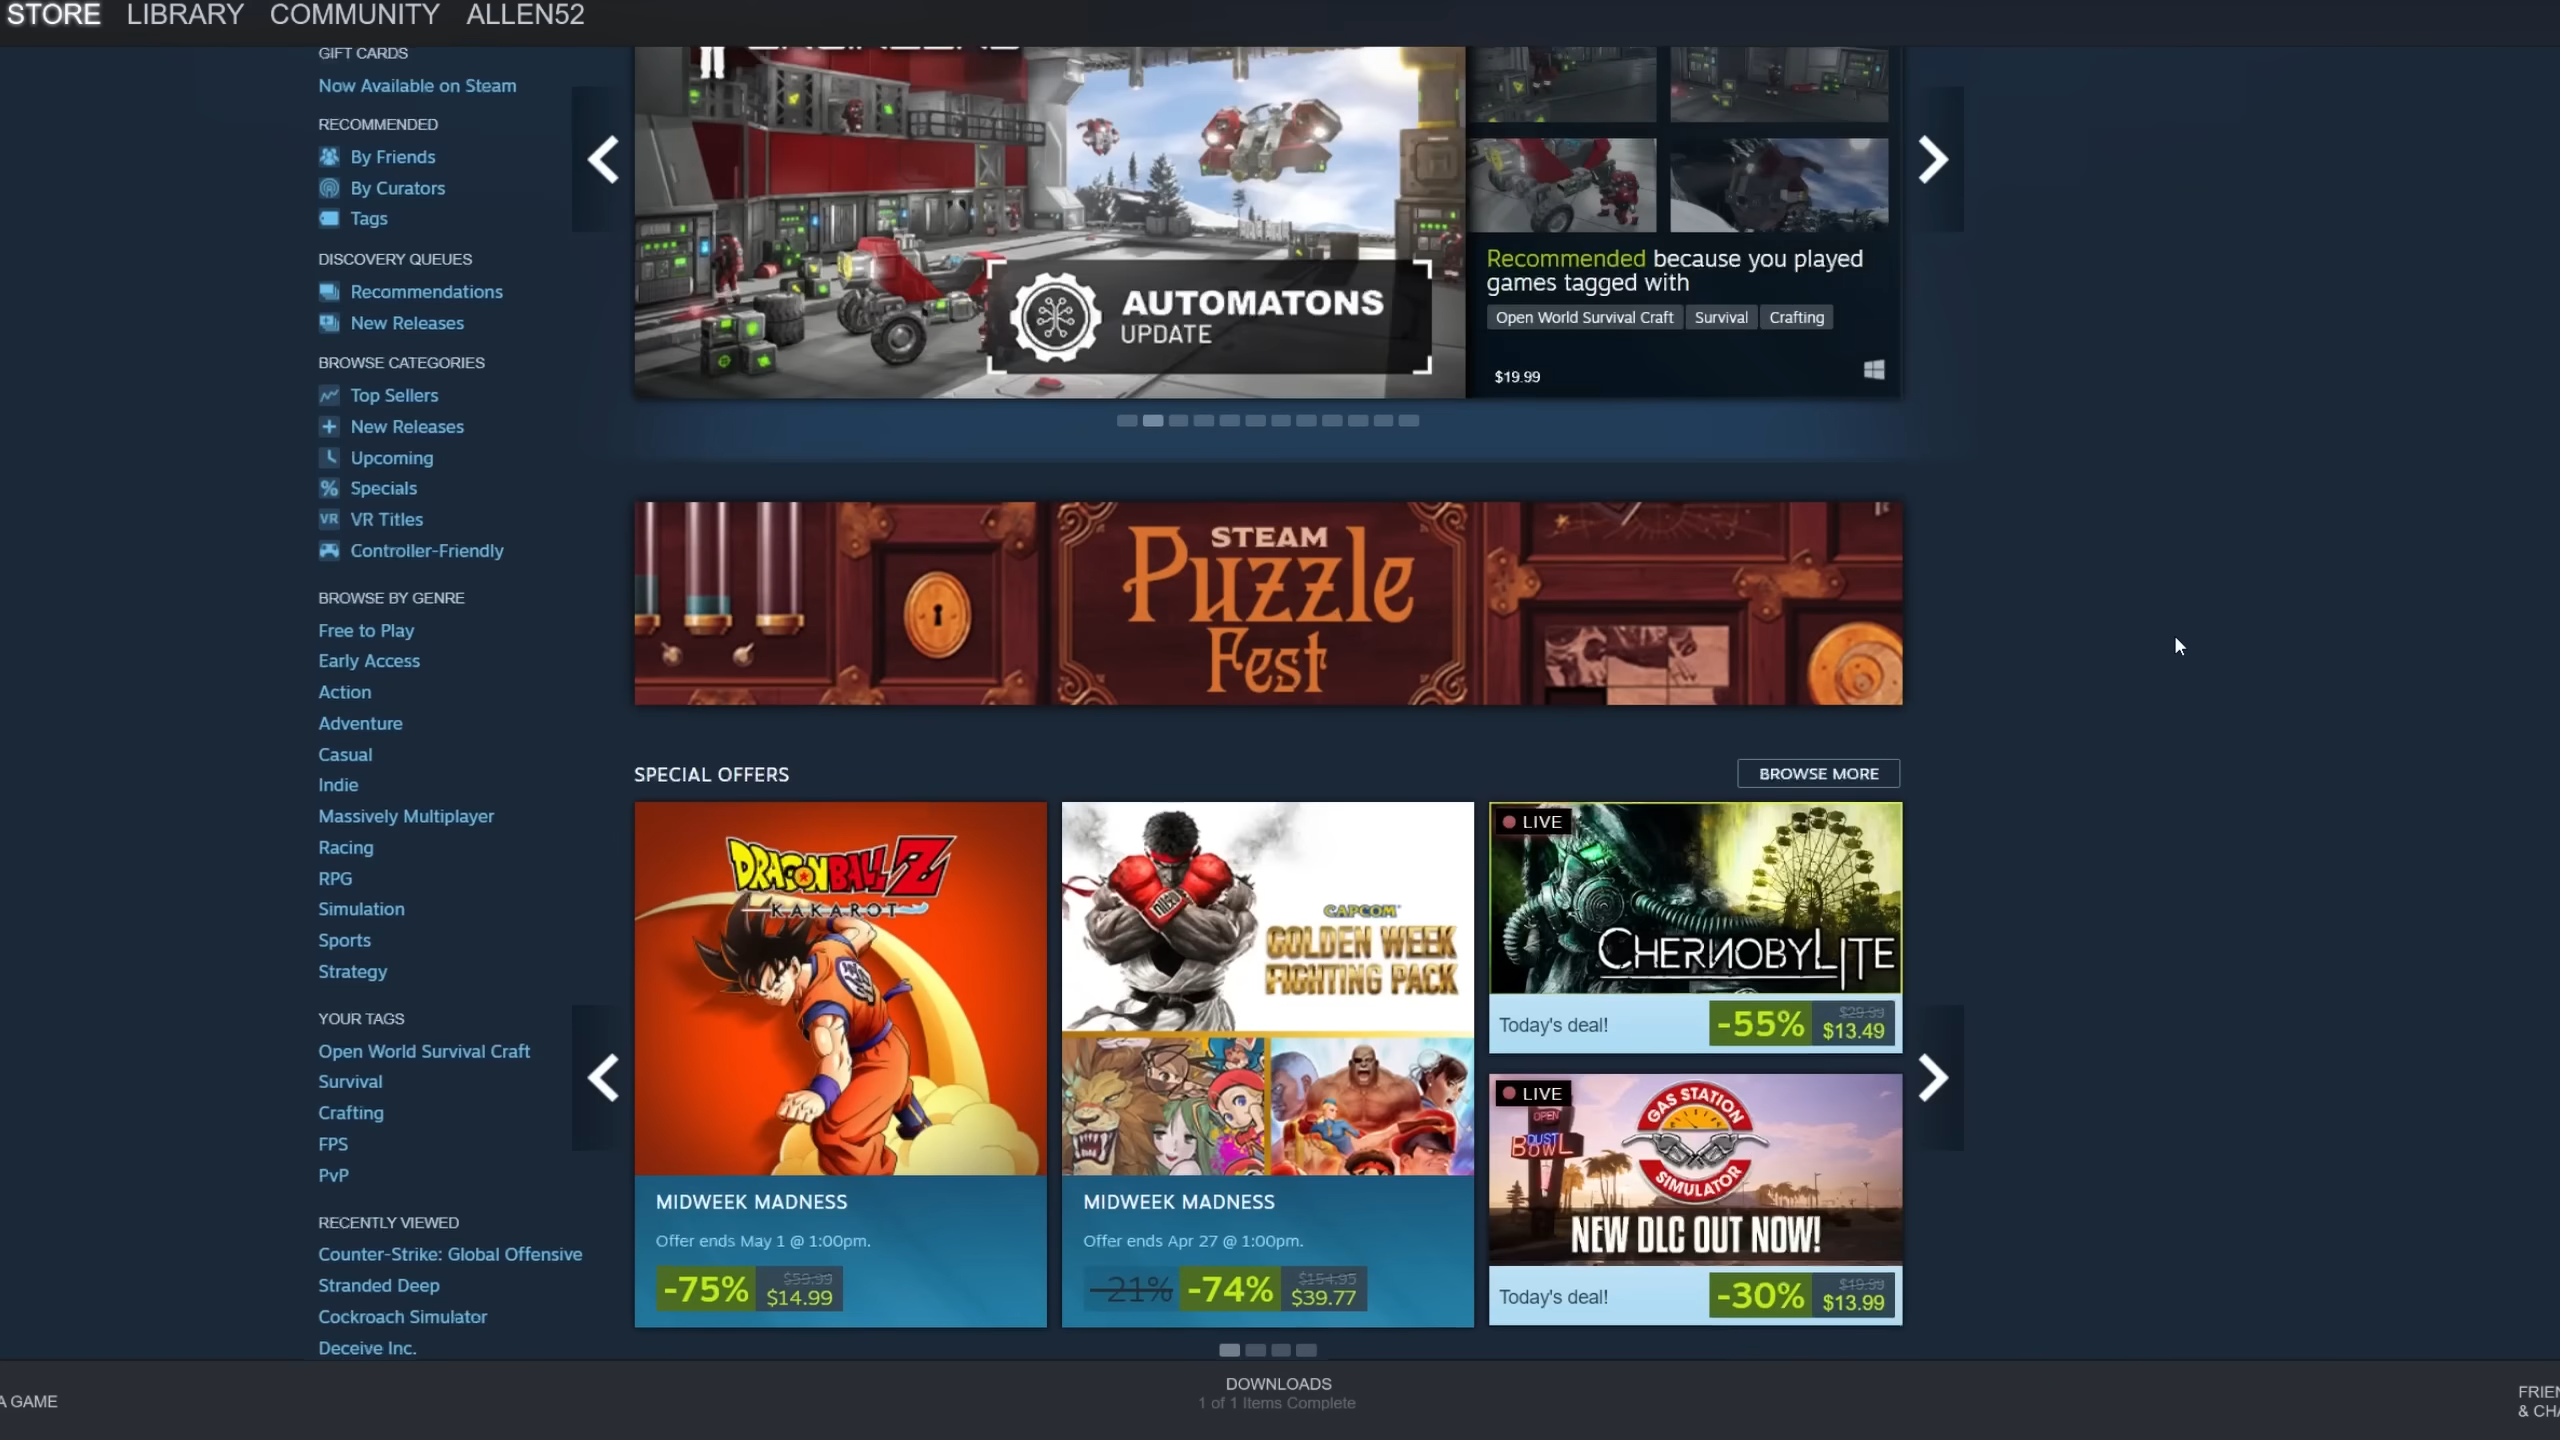 STORE LIBRARY COMMUNITY ALLEN52
GIFT CARDS
Now Available on Steam
RECOMMENDED
By Friends
By Curators
Tags
DISCOVERY QUEUES
Recommendations
New Releases
BROWSE CATEGORIES
Top Sellers
New Releases
Upcoming
Specials
VR VR Titles
Controller-Friendly
BROWSE BY GENRE
Free to Play
Early Access
Action
Adventure
Casual
Indie
Massively Multiplayer
Racing
RPG
Simulation
Sports
Strategy
YOUR TAGS
Open World Survival Craft
Survival
Crafting
FPS
PvP
RECENTLY VIEWED
Counter-Strike: Global Offensive
Stranded Deep
Cockroach Simulator
Deceive Inc.
AUTOMATONS
UPDATE
Recommended because you played
games tagged with
Open World Survival Craft Survival Crafting
$19.99
STEAM
Puzzle
Fest
SPECIAL OFFERS
BROWSE MORE
DRAGONBALL Z
KAKAROT
MIDWEEK MADNESS
Offer ends May 1 @ 1:00pm.
-75% $59.99
$14.99
CAPCOM
GOLDEN WEEK
FIGHTING PACK
MIDWEEK MADNESS
Offer ends Apr 27 @ 1:00pm.
-21% -74% $154.95
$39.77
LIVE
CHERNOBYLITE
Today's deal! -55% $29.99
$13.49
LIVE
GAS STATION
SIMULATOR
OPEN
DUST
BOWL
NEW DLC OUT NOW!
Today's deal! -30% $19.99
$13.99
A GAME
DOWNLOADS
1 of 1 Items Complete